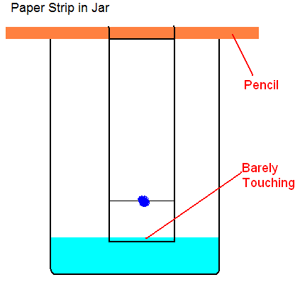 Paper Strip in Jar
Pencil
Barely
Touching